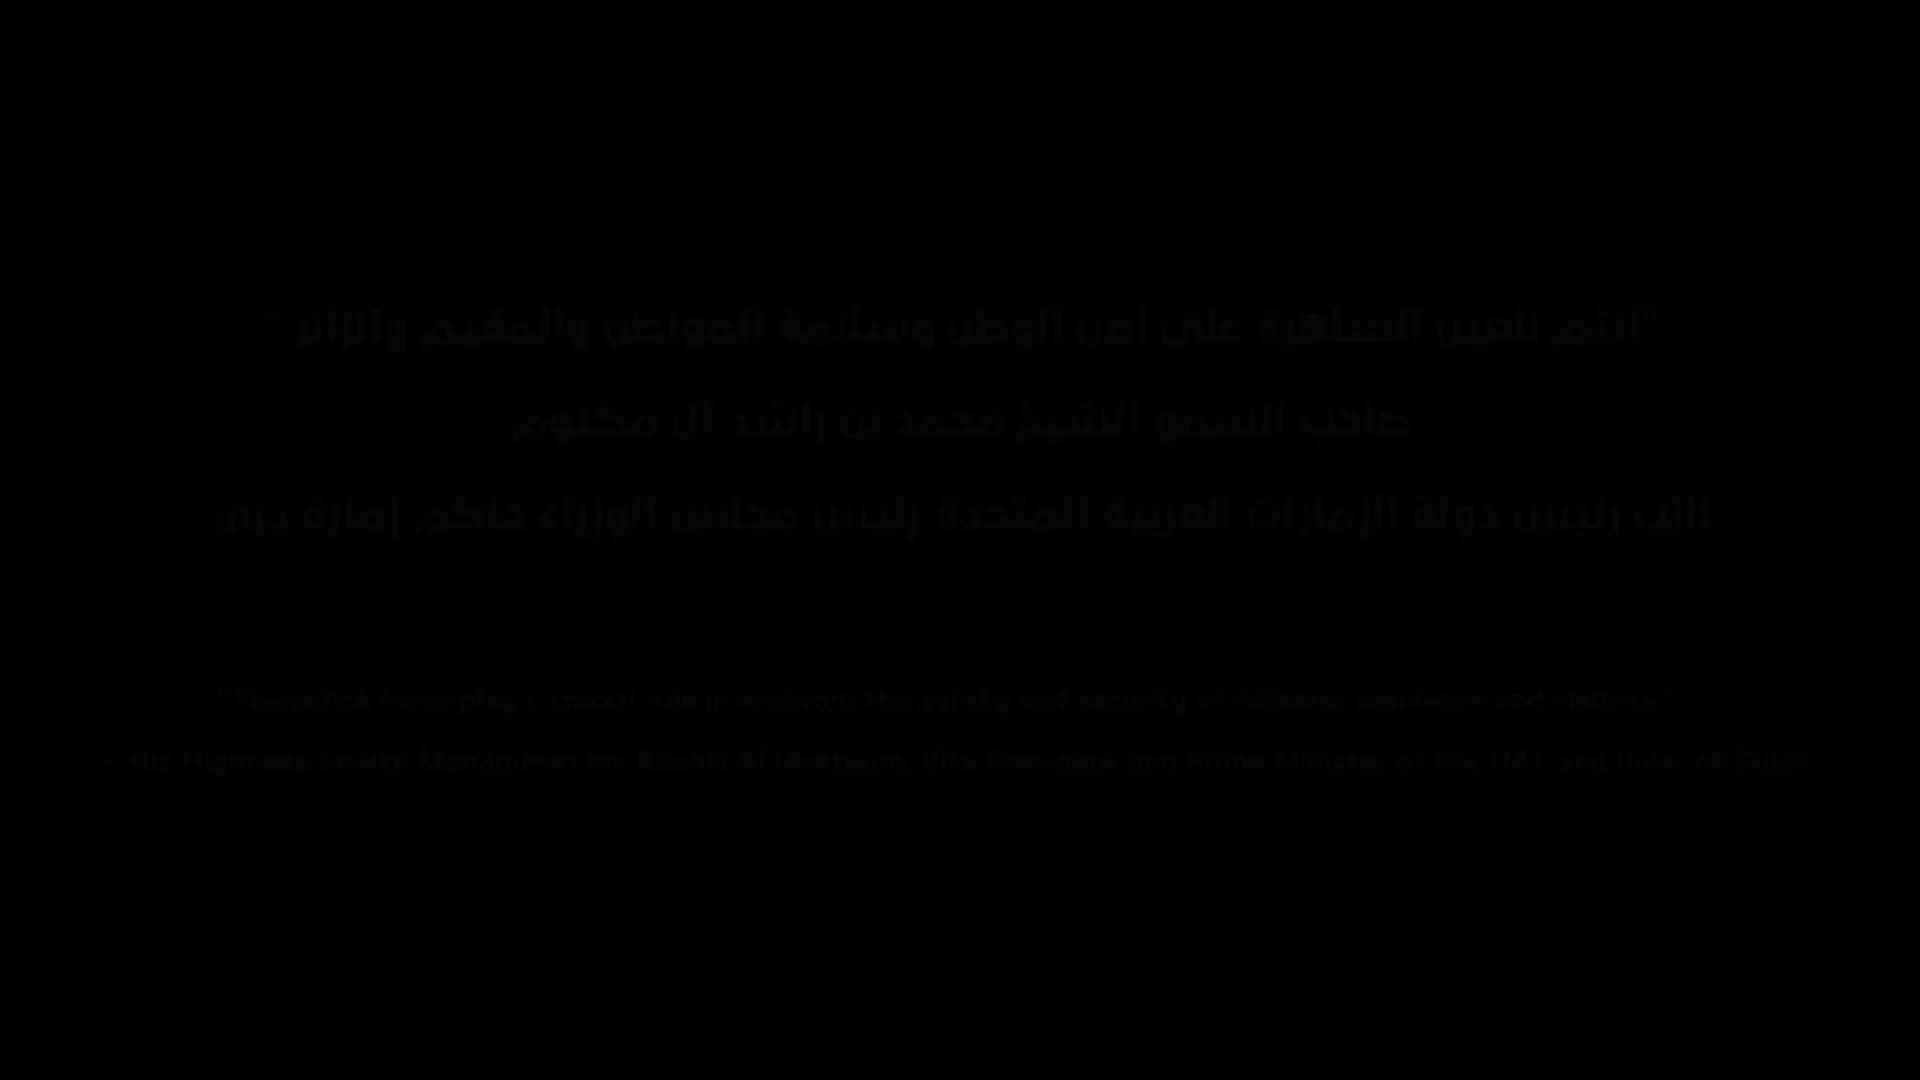 "أنتم العين الساهرة على أمن الوطن وسلامة المواطن والمقيم والزائر "
صاحب السمو الشيخ محمد بن راشد آل مكتوم
نائب رئيس دولة الإمارات العربية المتحدة رئيس مجلس الوزراء حاكم إمارة دبي
"The police force play a crucial role in ensuring the safety and security of citizens, residents and visitors."
- His Highness Sheikh Mohammed bin Rashid Al Maktoum, Vice President and Prime Minister of the UAE and Ruler of Dubai